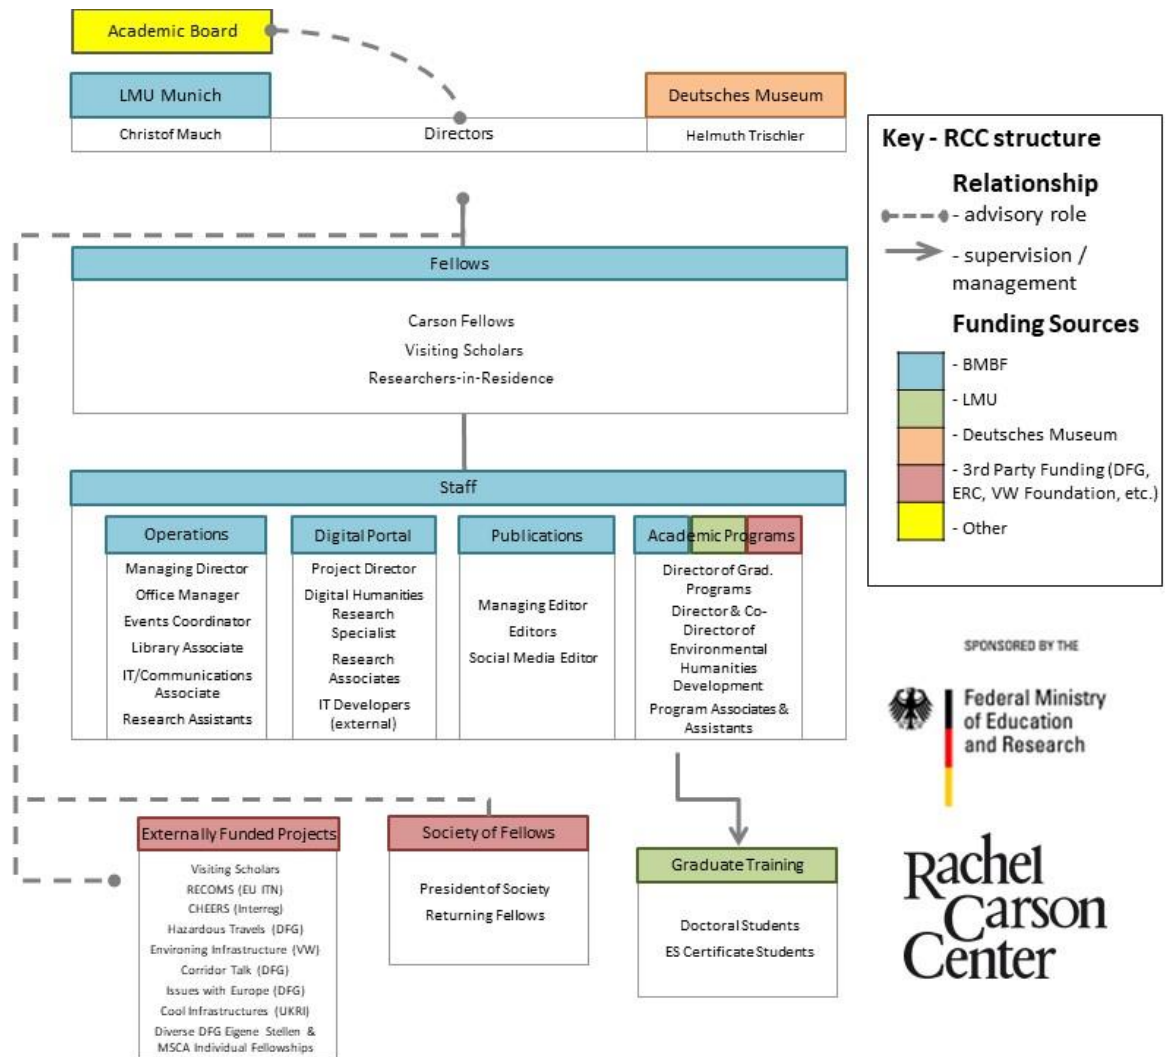 Academic Board
LMU Munich
Deutsches Museum
Christof Mauch
Directors
Helmuth Trischler
Fellows
Carson Fellows
Visiting Scholars
Researchers-in-Residence
Staff
Operations
Managing Director
Office Manager
Events Coordinator
Library Associate
IT/Communications
Associate
Research Assistants
Digital Portal
Project Director
Digital Humanities
Research
Specialist
Research
Associates
IT Developers
(external)
Publications
Managing Editor
Editors
Social Media Editor
Academic Programs
Director of Grad.
Programs
Director & Co-
Director of
Environmental
Humanities
Development
Program Associates &
Assistants
Externally Funded Projects
Visiting Scholars
RECOMS (EU ITN)
CHEERS (Interreg)
Hazardous Travels (DFG)
Environing Infrastructure (VW)
Corridor Talk (DFG)
Issues with Europe (DFG)
Cool Infrastructures (UKRI)
Diverse DFG Eigene Stellen &
MSCA Individual Fellowships
Society of Fellows
President of Society
Returning Fellows
Graduate Training
Doctoral Students
ES Certificate Students
Key - RCC structure
Relationship
- advisory role
- supervision /
management
Funding Sources
- BMBF
- LMU
- Deutsches Museum
- 3rd Party Funding (DFG,
ERC, VW Foundation, etc.)
- Other
SPONSORED BY THE
Federal Ministry
of Education
and Research
Rachel
Carson
Center